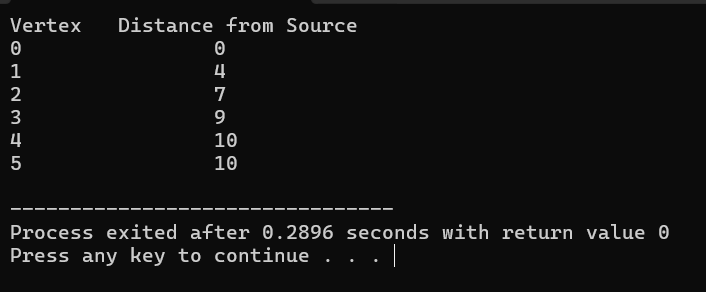 Vertex   Distance from Source
0                0
1                4
2                7
3                9
4                10
5                10
--------------------------------
Process exited after 0.2896 seconds with return value 0
Press any key to continue . . .